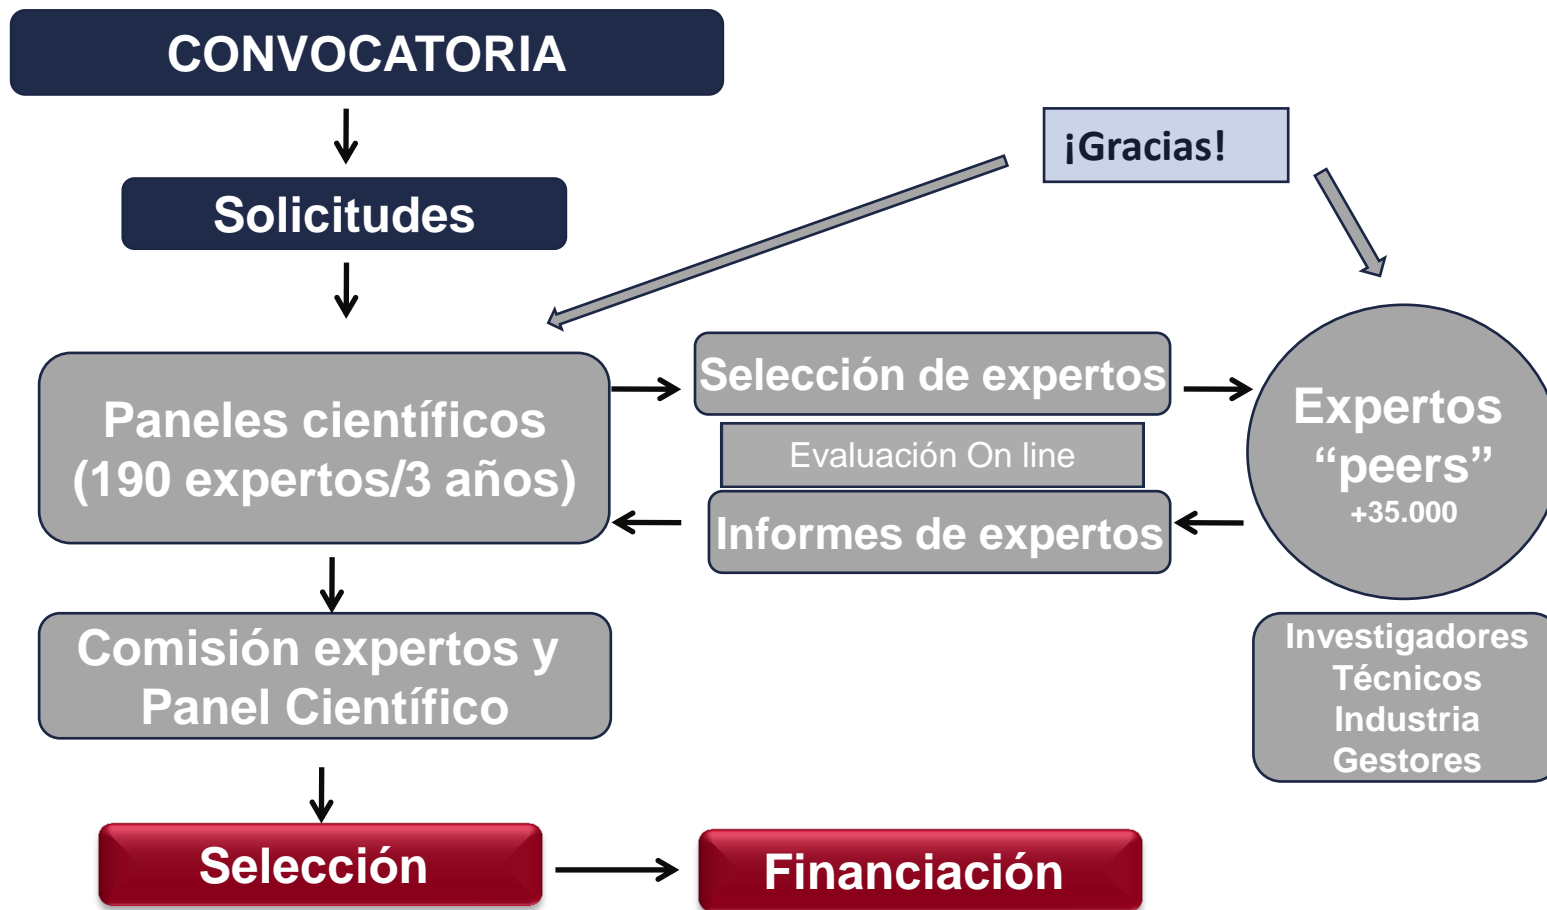 CONVOCATORIA
¡Gracias!
Solicitudes
Paneles científicos
(190 expertos/3 años)
Selección de expertos
Evaluación On line
Informes de expertos
Expertos
“peers”
+35.000
Comisión expertos y
Panel Científico
Investigadores
Técnicos
Industria
Gestores
Selección
Financiación